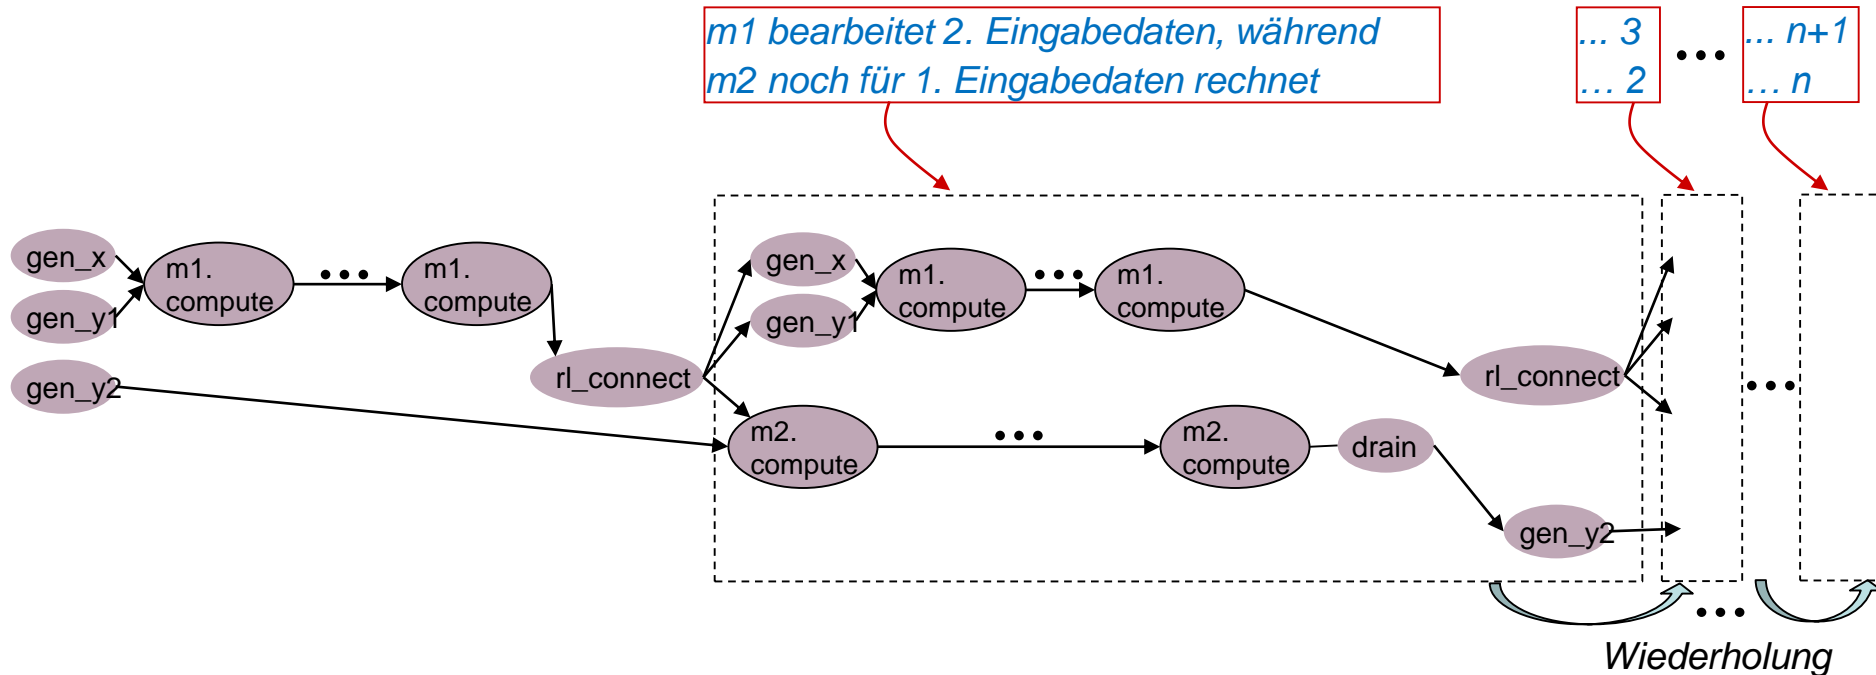 m1 bearbeitet 2. Eingabedaten, während
m2 noch für 1. Eingabedaten rechnet
... 3
... 2
...
... n+1
... n
gen_x
gen_y1
gen_y2
m1.
compute
...
m1.
compute
rl_connect
gen_x
gen_y1
m1.
compute
...
m1.
compute
rl_connect
...
m2.
compute
...
m2.
compute
drain
gen_y2
...
Wiederholung